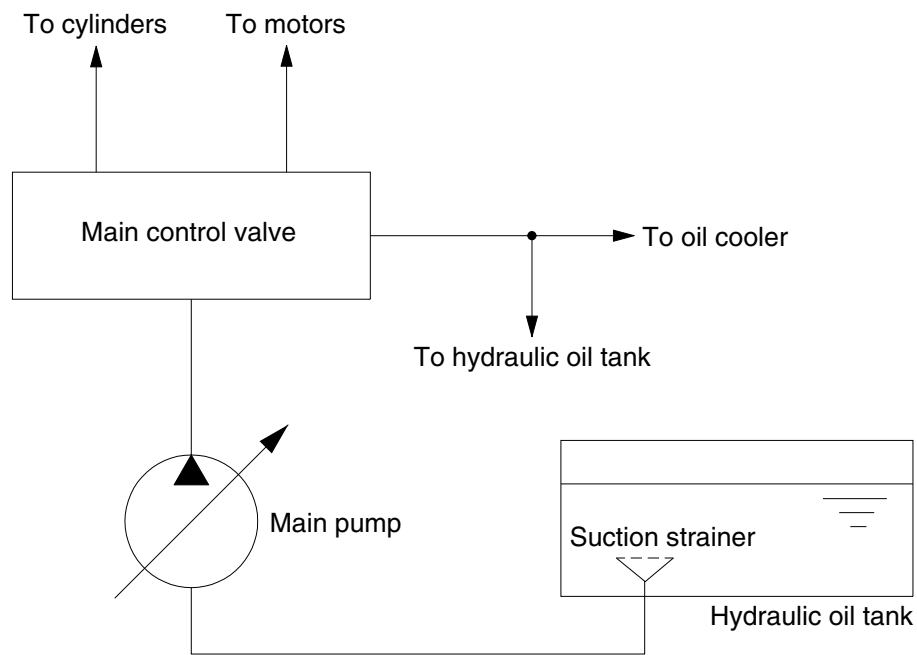 To cylinders
To motors
Main control valve
To oil cooler
To hydraulic oil tank
Main pump
Suction strainer
Hydraulic oil tank